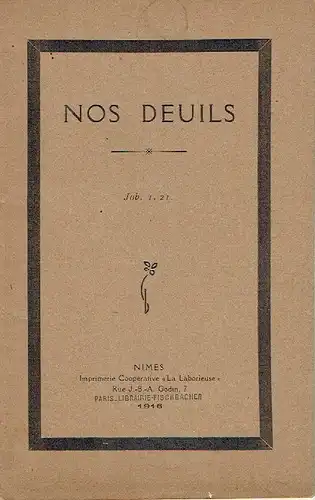 NOS DEUILS
Job. 1. 21.
NIMES
Imprimerie Coopérative «La Laborieuse»
Rue J.-B.-A. Godin, 7
PARIS-LIBRAIRIE-FISCHBACHER
1916